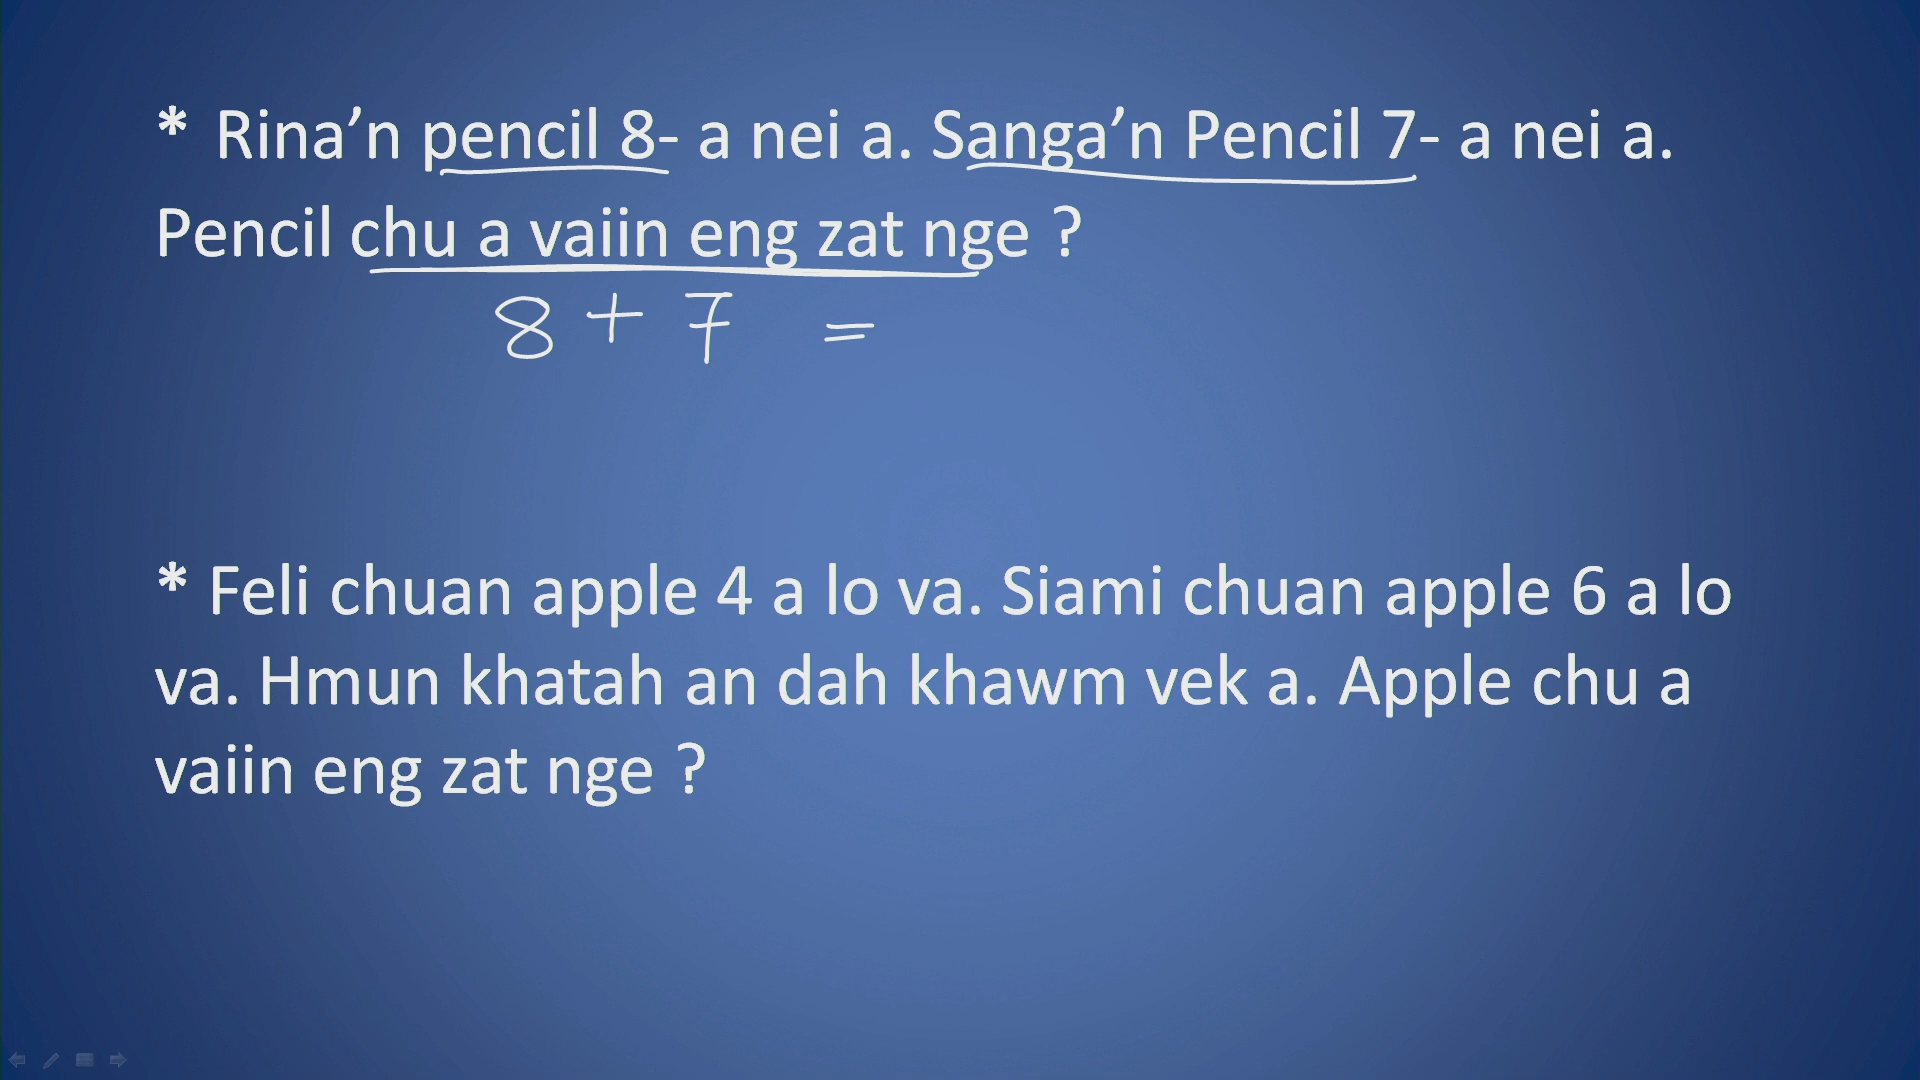 * Rina’n pencil 8- a nei a. Sanga’n Pencil 7- a nei a.
Pencil chu a vaiin eng zat nge ?
8 + 7 =
* Feli chuan apple 4 a lo va. Siami chuan apple 6 a lo
va. Hmun khatah an dah khawm vek a. Apple chu a
vaiin eng zat nge ?